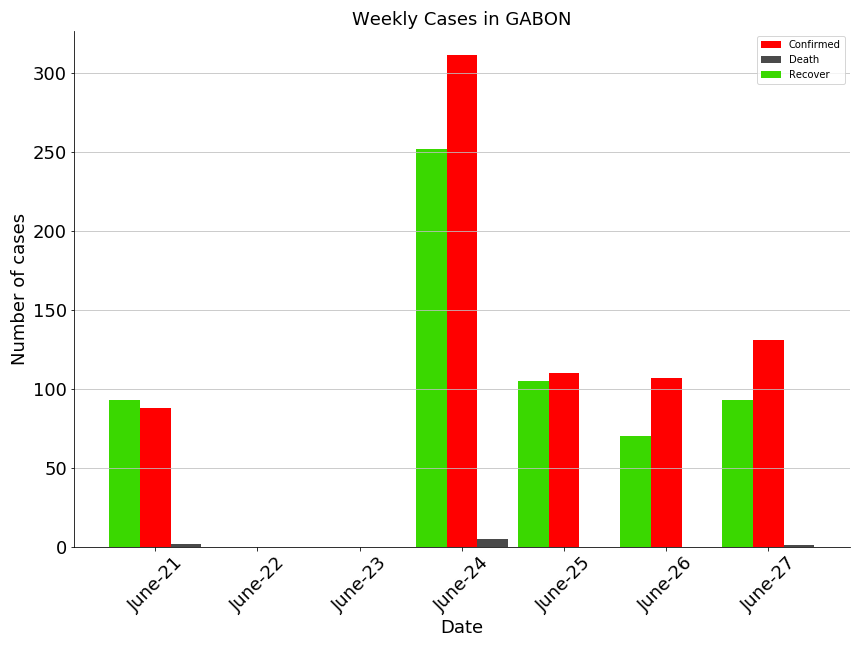 Weekly Cases in GABON
Confirmed
Death
Recover
Number of cases
300
250
200
150
100
50
0
June-21
June-22
June-23
June-24
June-25
June-26
June-27
Date